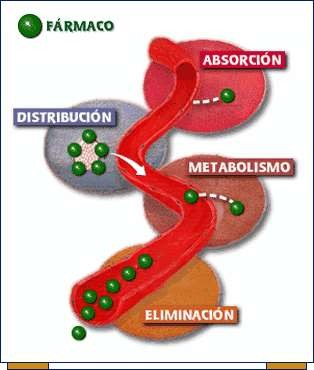 FÁRMACO
ABSORCIÓN
DISTRIBUCIÓN
METABOLISMO
ELIMINACIÓN